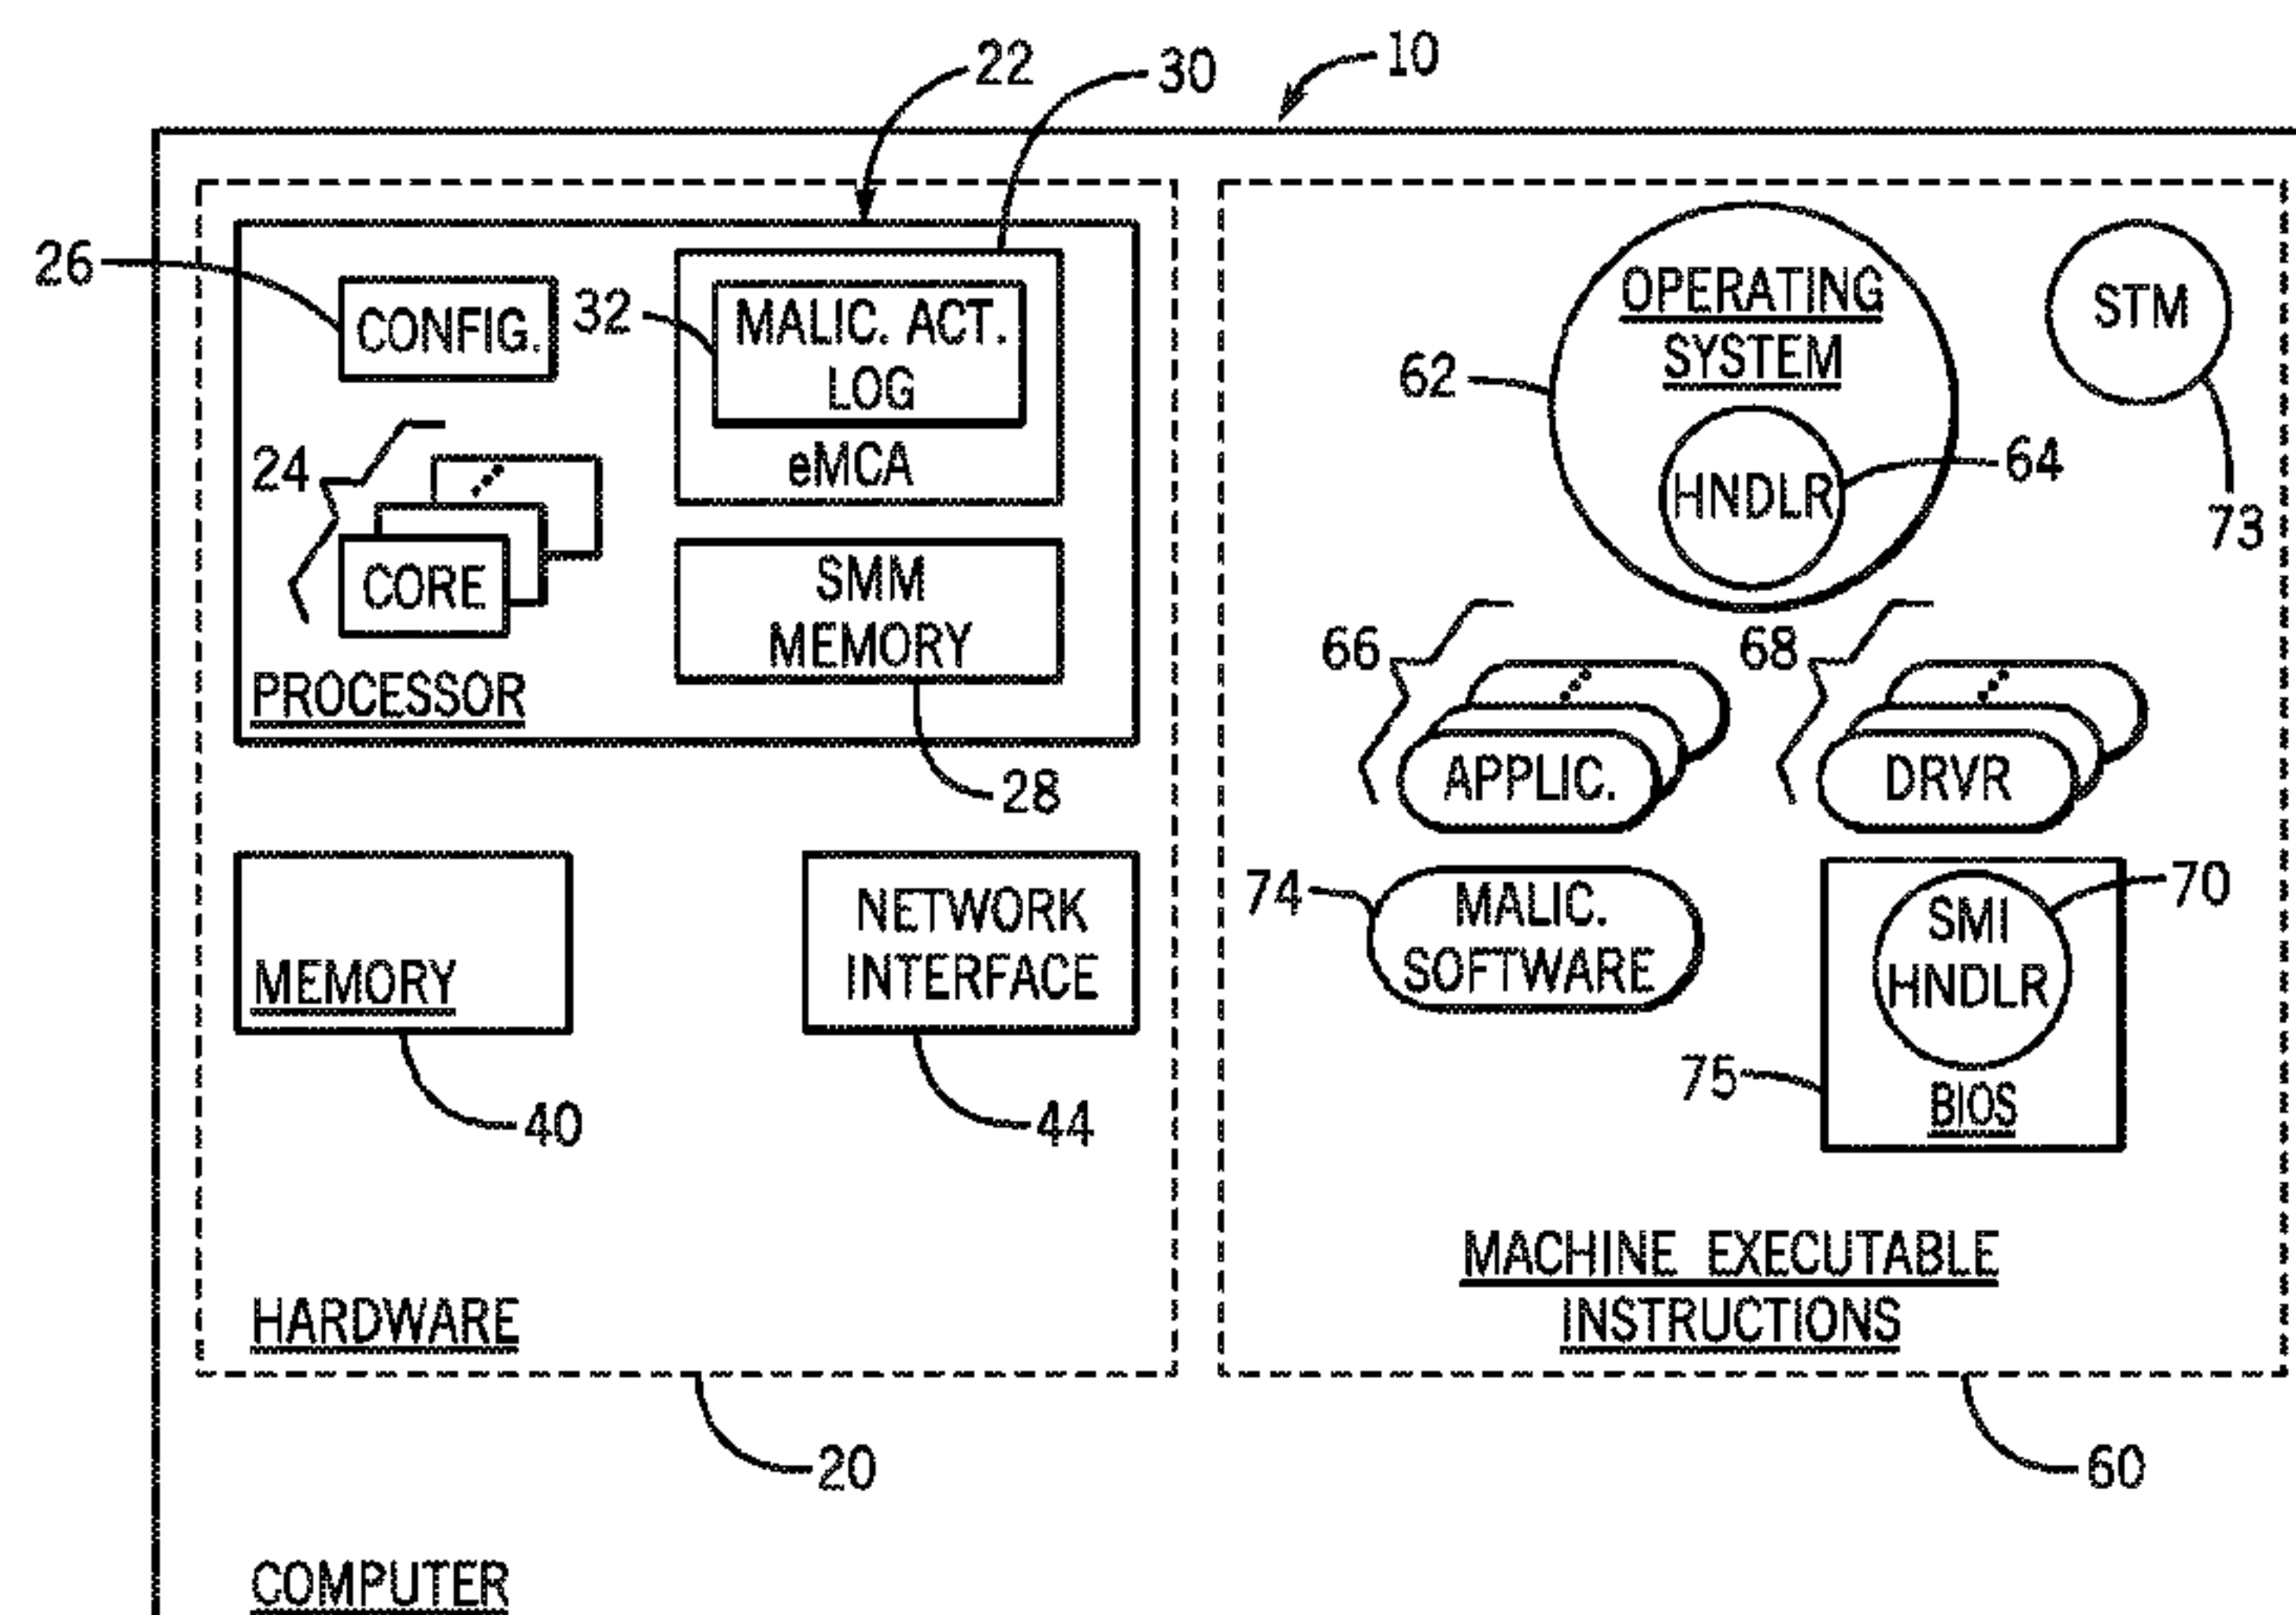 22
30
10
26
CONFIG.
32
MALIC. ACT.
LOG
eMCA
24
CORE
SMM
MEMORY
PROCESSOR
28
MEMORY
40
NETWORK
INTERFACE
44
HARDWARE
20
OPERATING
SYSTEM
62
HNDLR
64
STM
73
66
APPLIC.
68
DRVR
74
MALIC.
SOFTWARE
SMI
HNDLR
70
75
BIOS
MACHINE EXECUTABLE
INSTRUCTIONS
60
COMPUTER